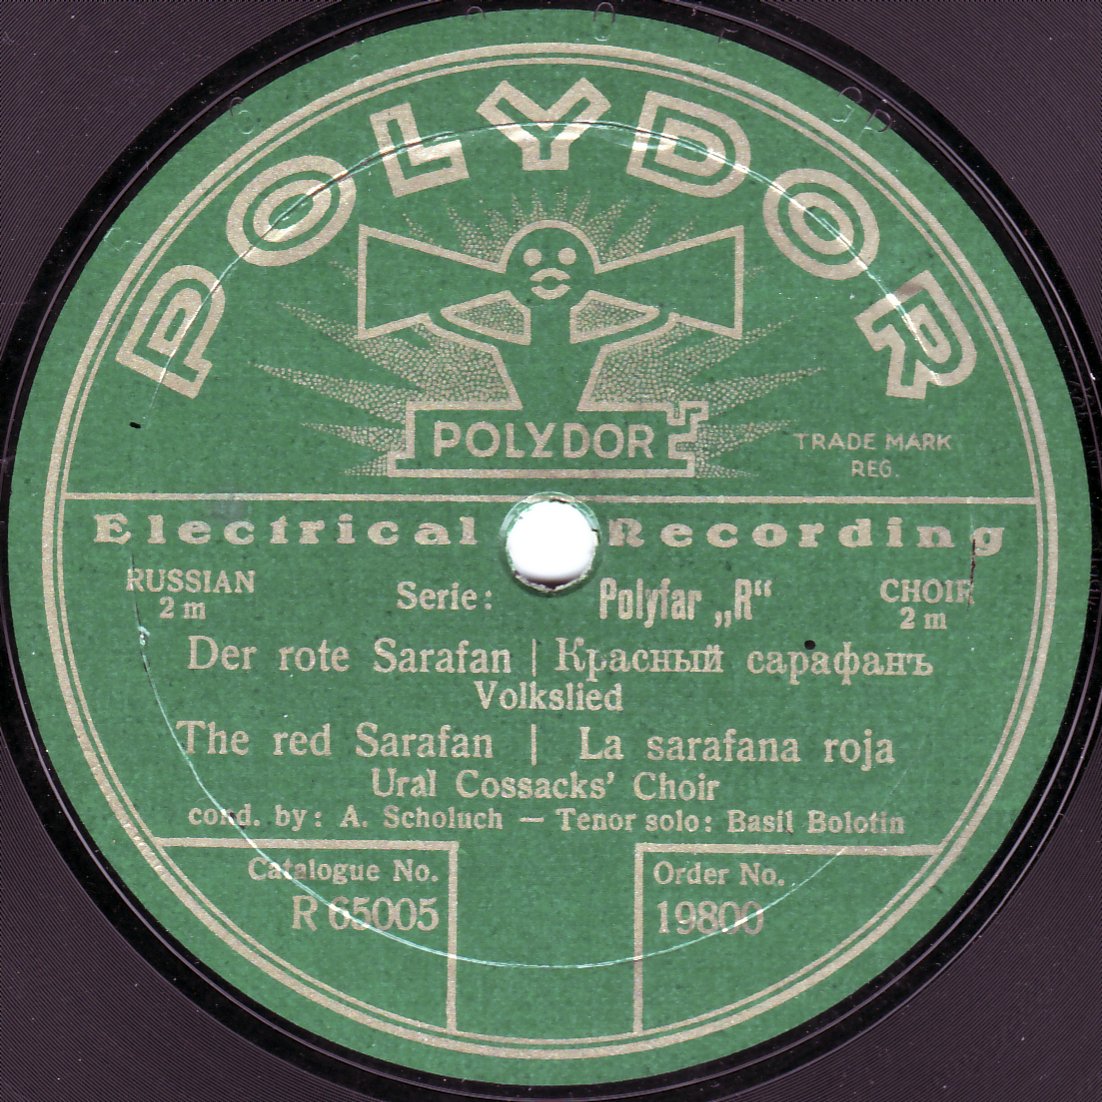 POLYDOR
POLYDOR
TRADE MARK
REG.
Electrical Recording
RUSSIAN
2 m
Serie: Polyfar „R“
CHOIR
2 m
Der rote Sarafan | Красный сарафанъ
Volkslied
The red Sarafan | La sarafana roja
Ural Cossacks' Choir
cond. by: A. Scholuch — Tenor solo: Basil Bolotin
Catalogue No.
R 65005
Order No.
19800